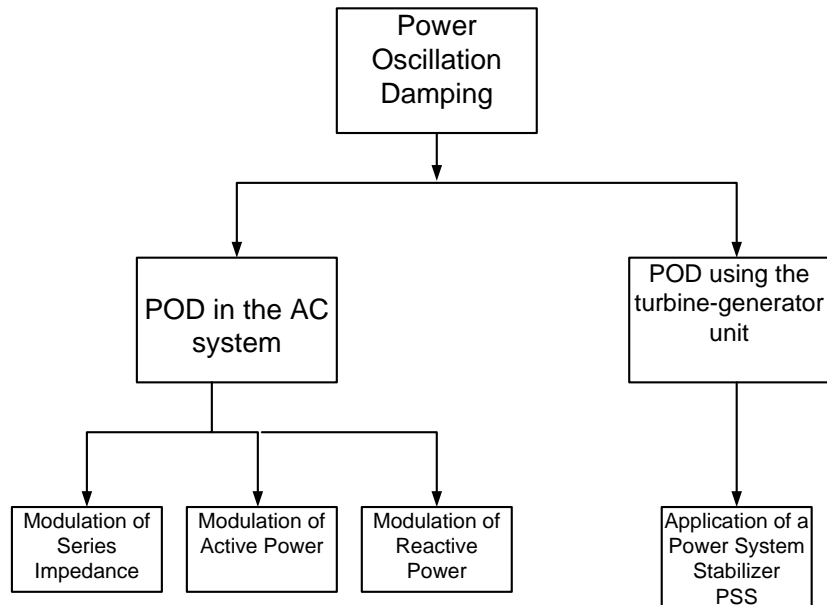 Power
Oscillation
Damping
POD in the AC
system
POD using the
turbine-generator
unit
Modulation of
Series
Impedance
Modulation of
Active Power
Modulation of
Reactive
Power
Application of a
Power System
Stabilizer
PSS